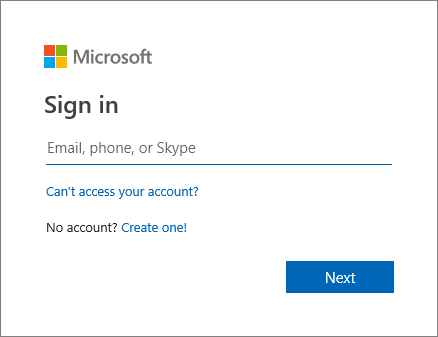 Microsoft
Sign in
Email, phone, or Skype
Can't access your account?
No account? Create one!
Next